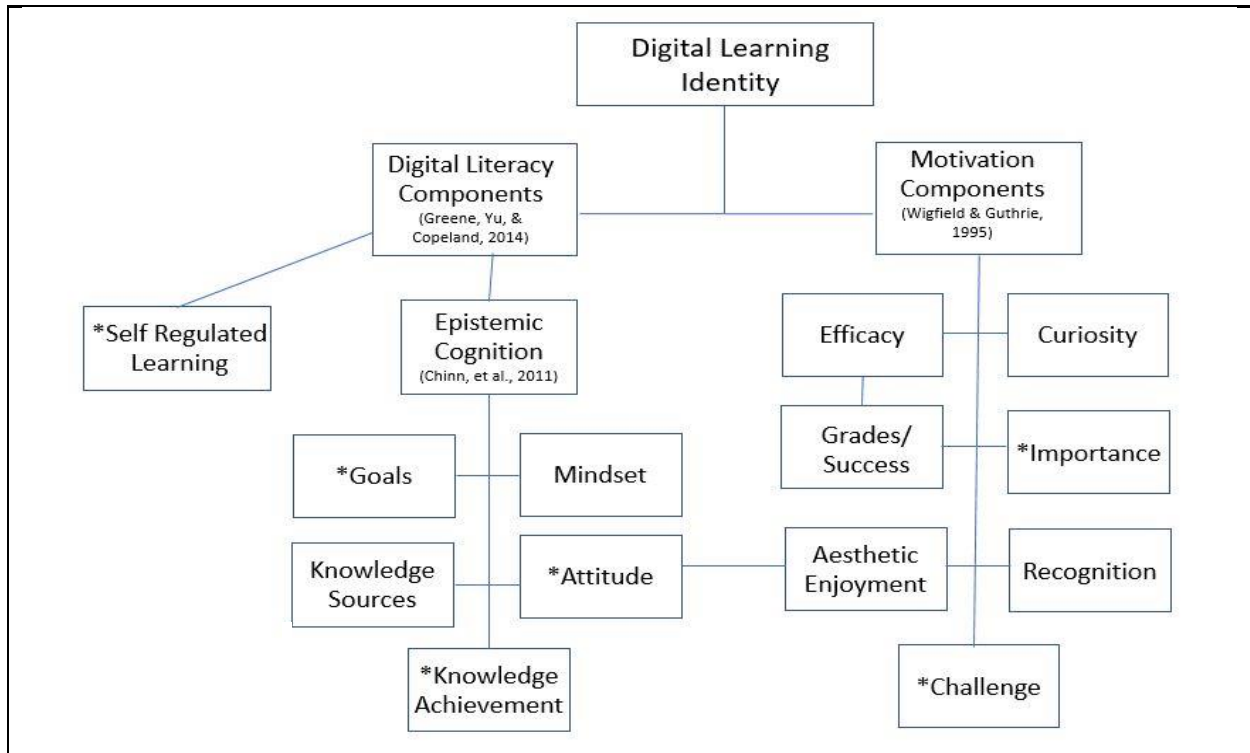 Digital Learning
Identity
Digital Literacy
Components
(Greene, Yu, &
Copeland, 2014)
Motivation
Components
(Wigfield & Guthrie,
1995)
*Self Regulated
Learning
Epistemic
Cognition
(Chinn, et al., 2011)
Efficacy
Curiosity
Grades/
Success
*Importance
*Goals
Mindset
Knowledge
Sources
*Attitude
Aesthetic
Enjoyment
Recognition
*Knowledge
Achievement
*Challenge